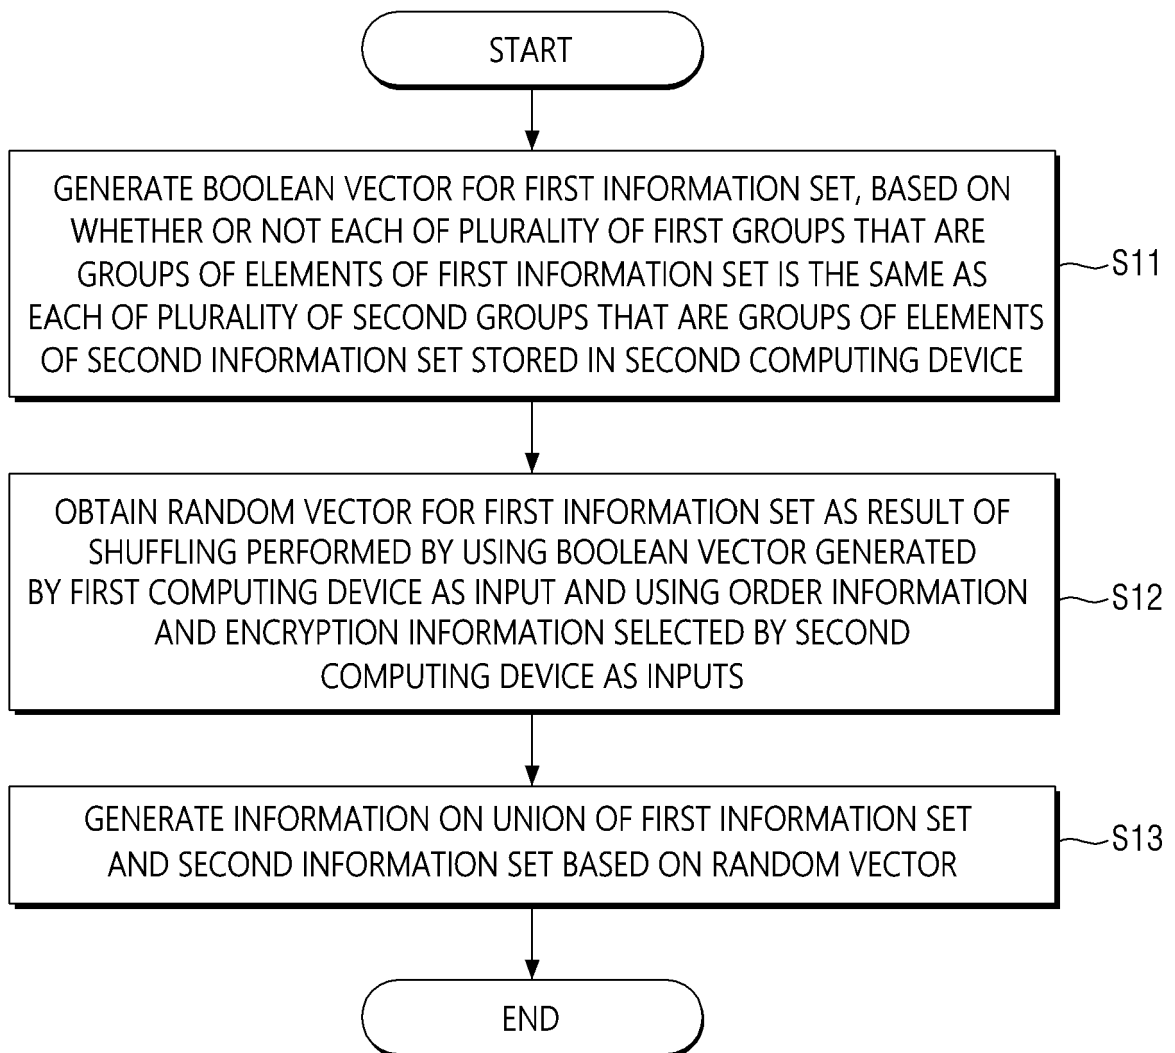 START
GENERATE BOOLEAN VECTOR FOR FIRST INFORMATION SET, BASED ON
WHETHER OR NOT EACH OF PLURALITY OF FIRST GROUPS THAT ARE
GROUPS OF ELEMENTS OF FIRST INFORMATION SET IS THE SAME AS
EACH OF PLURALITY OF SECOND GROUPS THAT ARE GROUPS OF ELEMENTS
OF SECOND INFORMATION SET STORED IN SECOND COMPUTING DEVICE
S11
OBTAIN RANDOM VECTOR FOR FIRST INFORMATION SET AS RESULT OF
SHUFFLING PERFORMED BY USING BOOLEAN VECTOR GENERATED
BY FIRST COMPUTING DEVICE AS INPUT AND USING ORDER INFORMATION
AND ENCRYPTION INFORMATION SELECTED BY SECOND
COMPUTING DEVICE AS INPUTS
S12
GENERATE INFORMATION ON UNION OF FIRST INFORMATION SET
AND SECOND INFORMATION SET BASED ON RANDOM VECTOR
S13
END